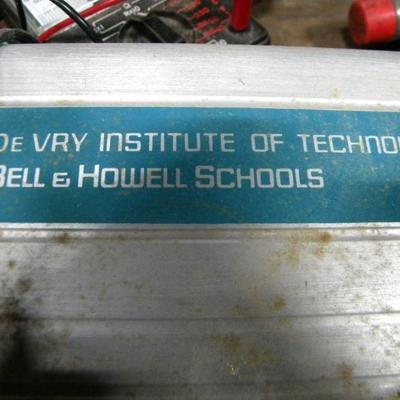 DE VRY INSTITUTE OF TECHNO
BELL & HOWELL SCHOOLS